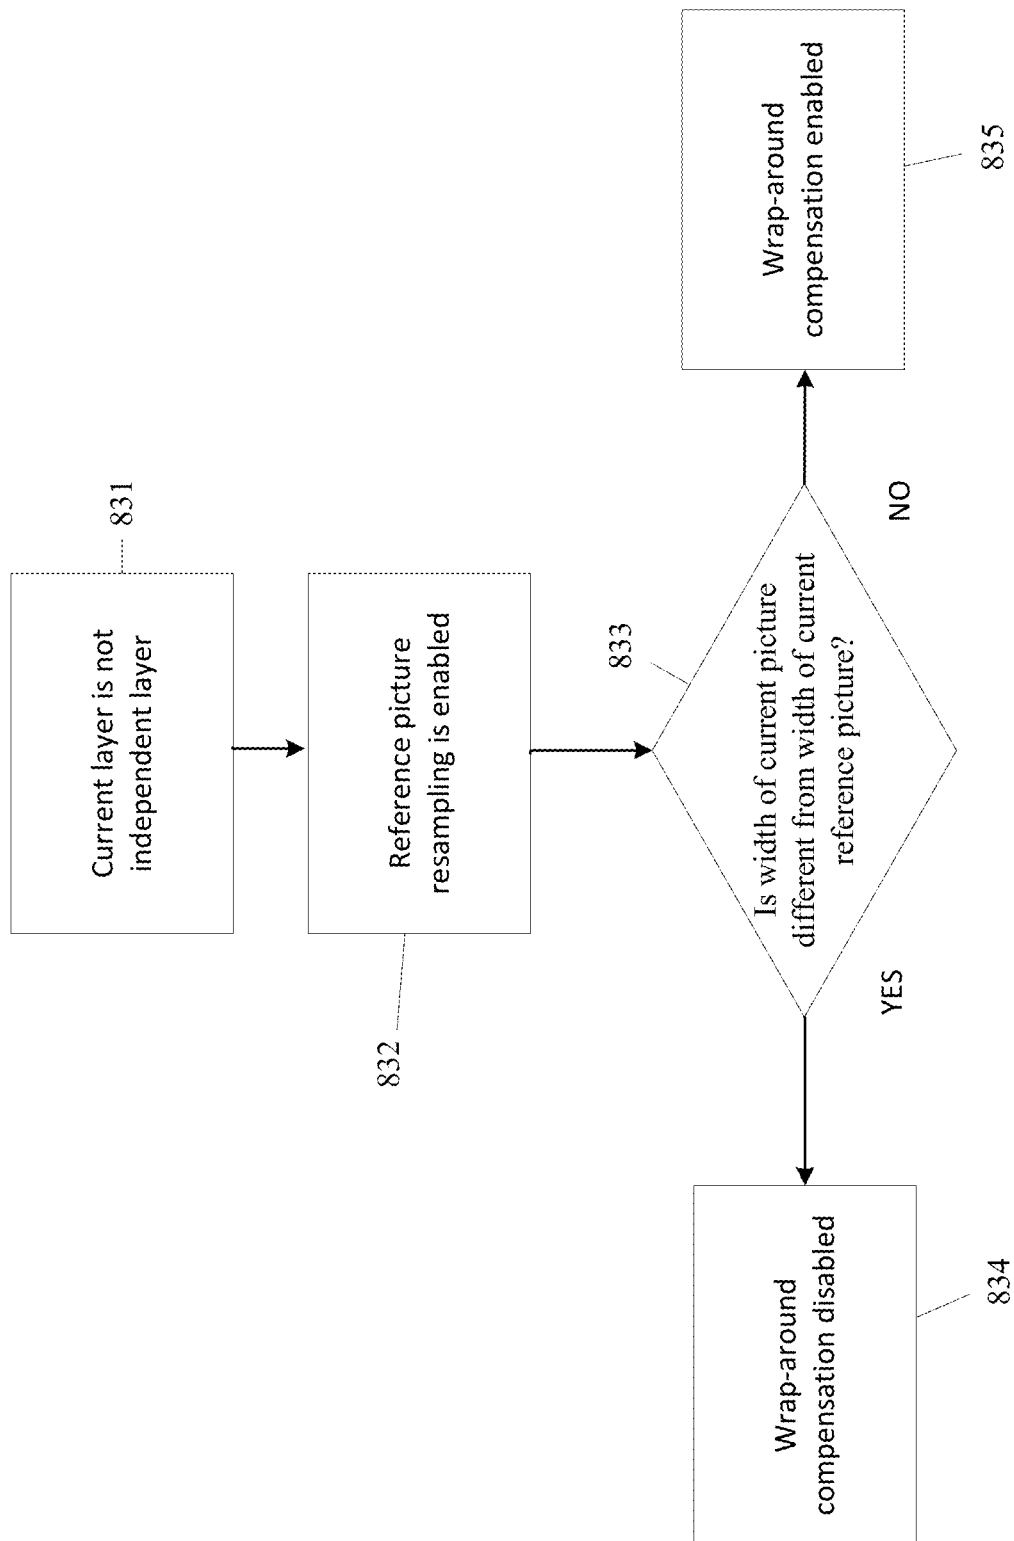 831
Current layer is not
independent layer
832
Reference picture
resampling is enabled
833
Is width of current picture
different from width of current
reference picture?
YES
NO
Wrap-around
compensation disabled
834
Wrap-around
compensation enabled
835